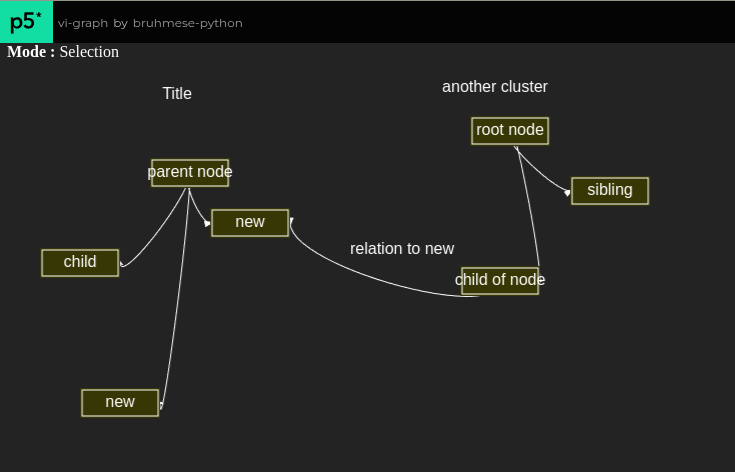 p5*
vi-graph by bruhmese-python
Mode : Selection
Title
another cluster
root node
parent node
sibling
new
relation to new
child
child of node
new